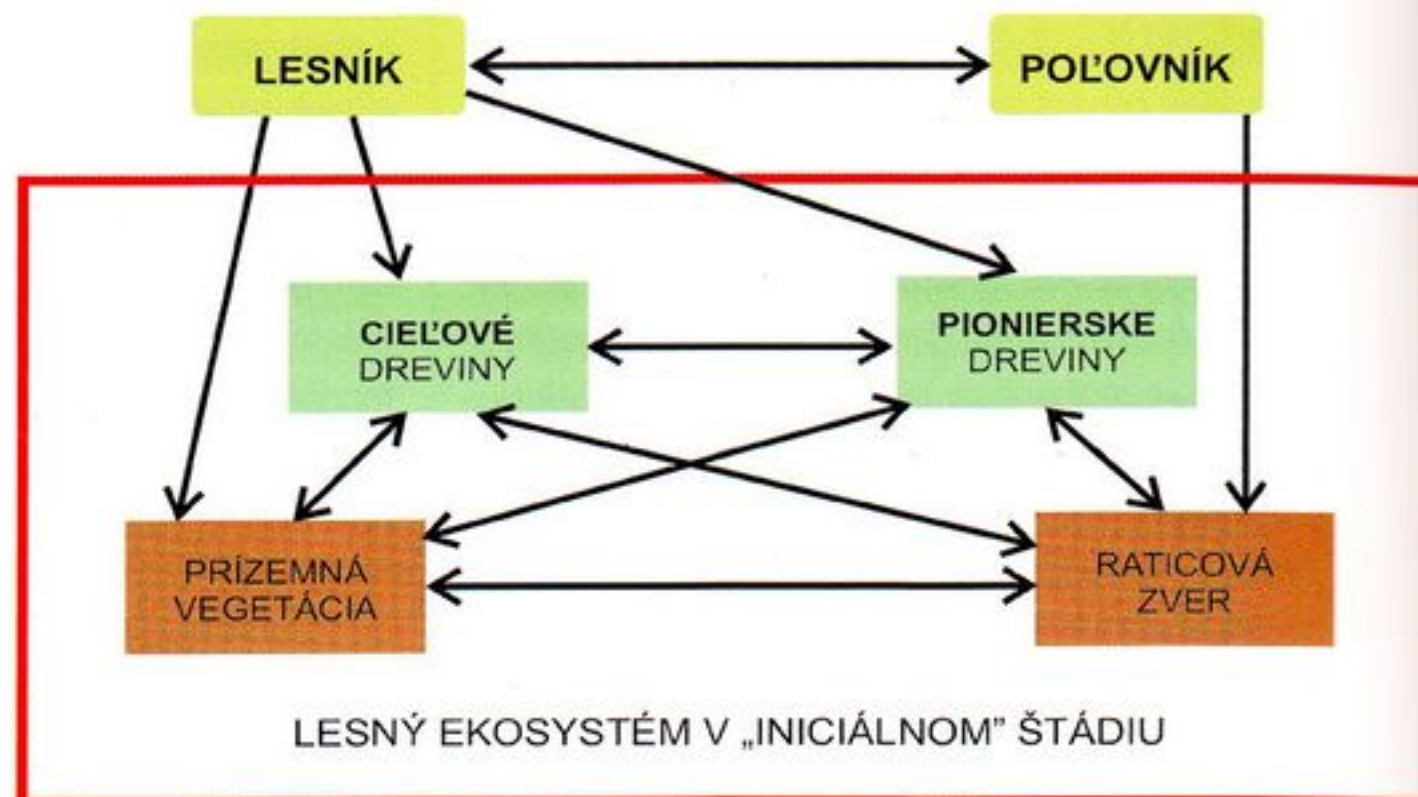 LESNÍK
POĽOVNÍK
CIEĽOVÉ
DREVINY
PIONIERSKE
DREVINY
PRÍZEMNÁ
VEGETÁCIA
RATICOVÁ
ZVER
LESNÝ EKOSYSTÉM V „INICIÁLNOM” ŠTÁDIU